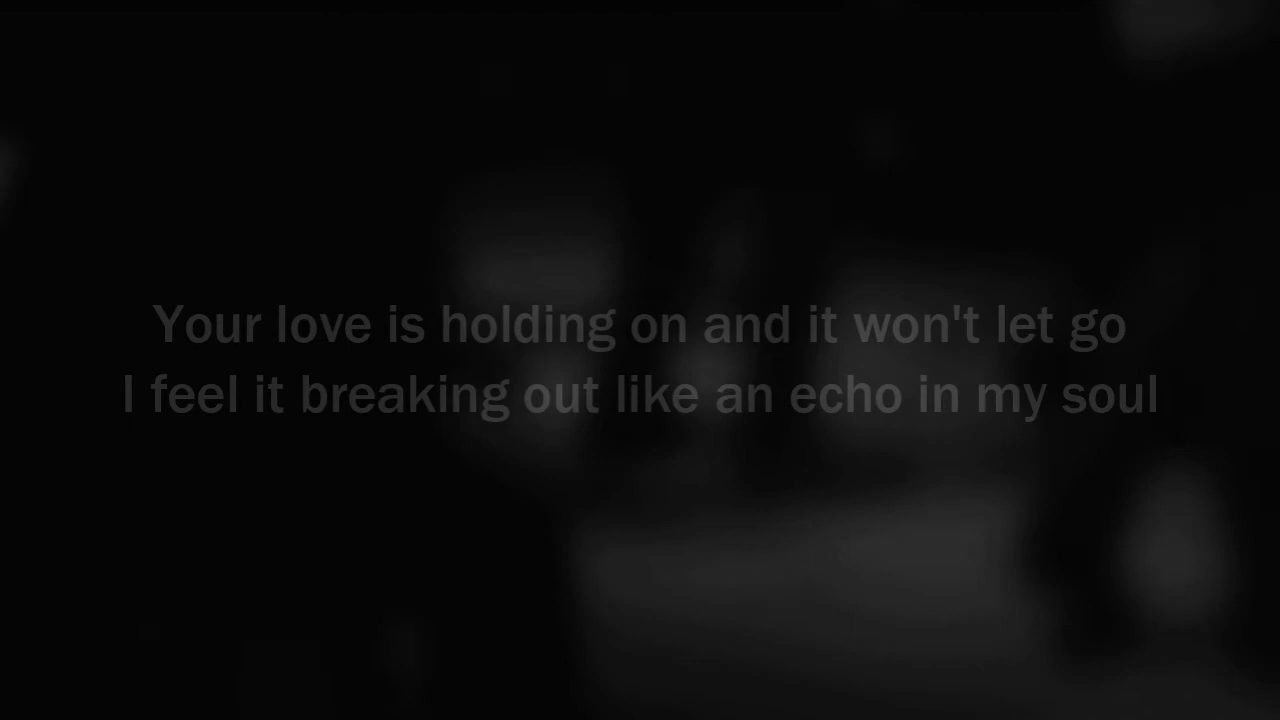 Your love is holding on and it won't let go
I feel it breaking out like an echo in my soul